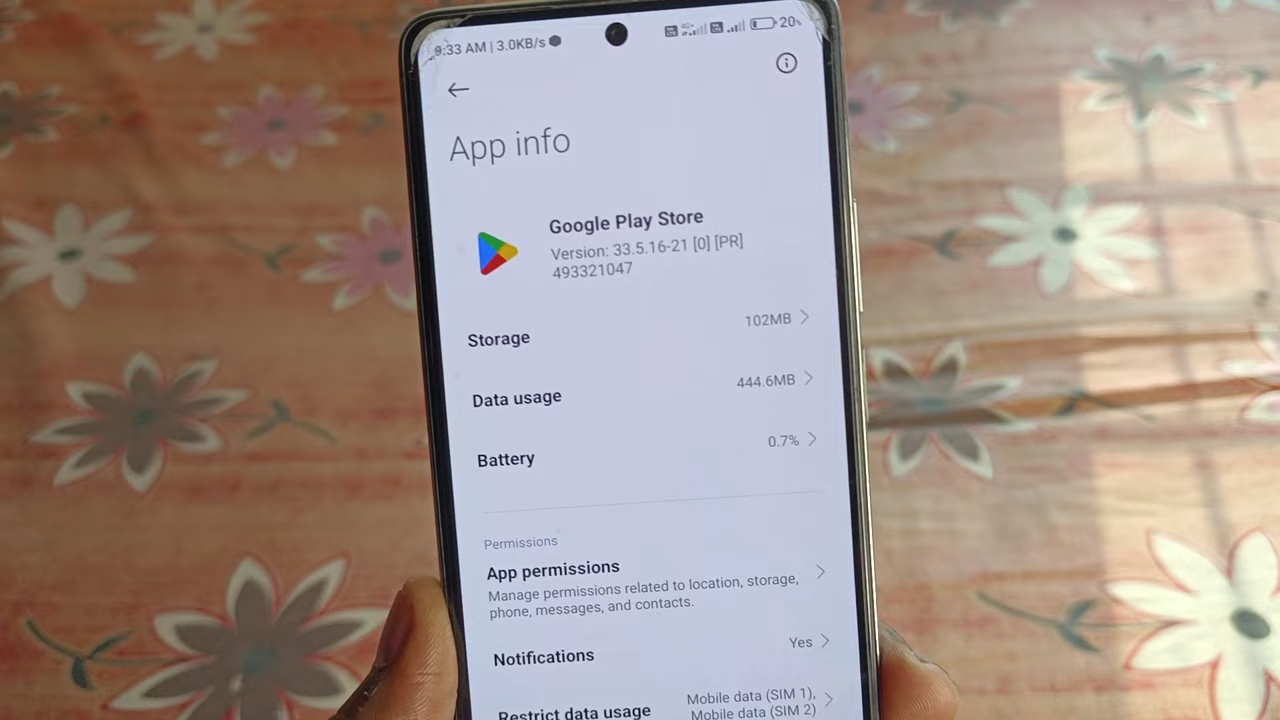 9:33 AM | 3.0KB/s
20%
App info
Google Play Store
Version: 33.5.16-21 [0] [PR]
493321047
Storage
102MB
Data usage
444.6MB
Battery
0.7%
Permissions
App permissions
Manage permissions related to location, storage,
phone, messages, and contacts.
Notifications
Yes
Restrict data usage
Mobile data (SIM 1),
Mobile data (SIM 2)